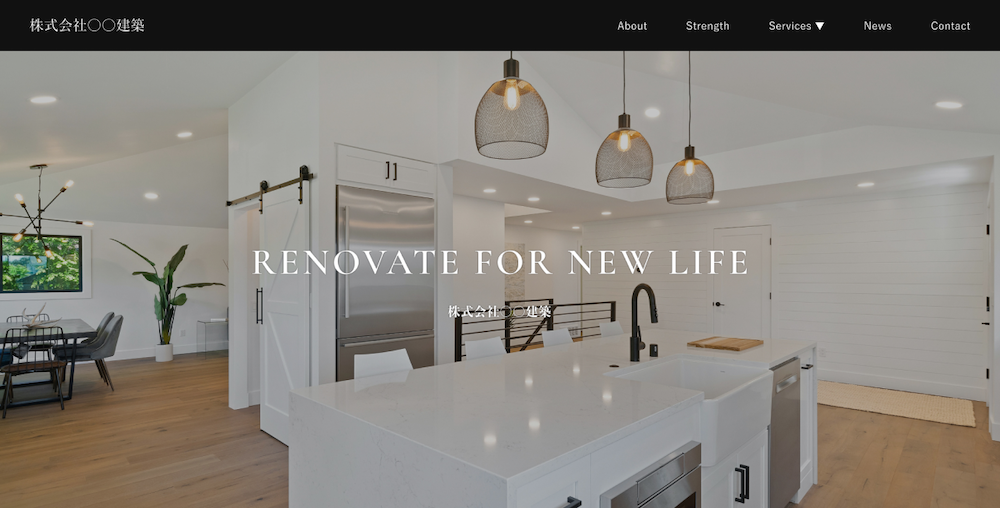 株式会社〇〇建築
About
Strength
Services ▼
News
Contact
RENOVATE FOR NEW LIFE
株式会社〇〇建築